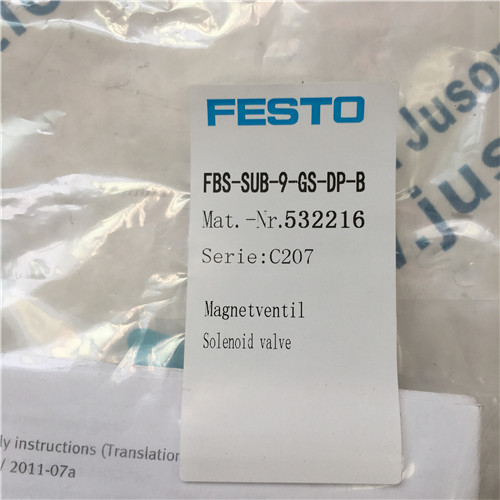 FESTO
FBS-SUB-9-GS-DP-B
Mat.-Nr.532216
Serie:C207
Magnetventil
Solenoid valve
ly instructions (Translation
/ 2011-07a
Juson